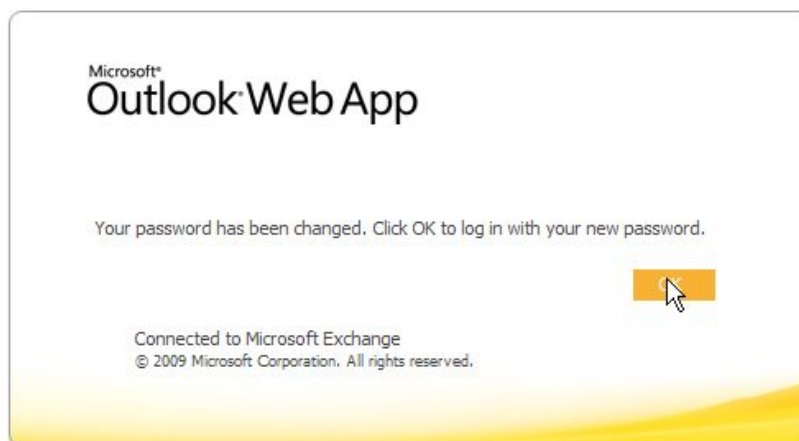 Microsoft®
Outlook® Web App
Your password has been changed. Click OK to log in with your new password.
OK
Connected to Microsoft Exchange
© 2009 Microsoft Corporation. All rights reserved.